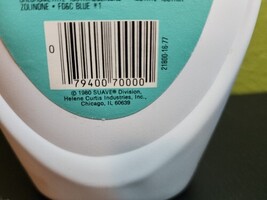 ZOLINONE • FD&C BLUE #1
0
79400 70000
21800-16-77
© 1980 SUAVE® Division,
Helene Curtis Industries, Inc.,
Chicago, IL 60639